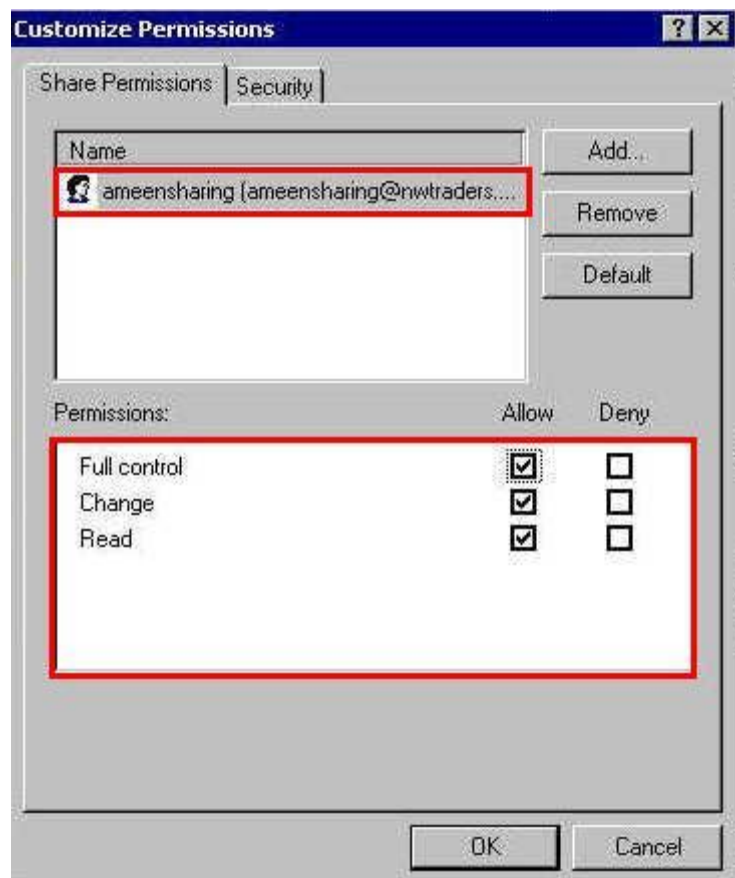 Customize Permissions
Share Permissions Security
Name
Add...
ameensharing (ameensharing@nwtraders,...
Remove
Default
Permissions: Allow Deny
Full control
Change
Read
OK Cancel